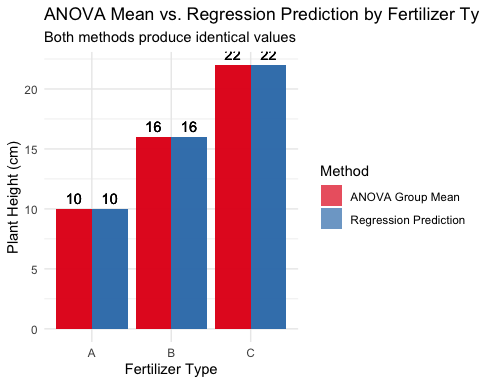 ANOVA Mean vs. Regression Prediction by Fertilizer Ty
Both methods produce identical values
22 22
20
16 16
15
10 10
10
5
0
A B C
Plant Height (cm)
Fertilizer Type
Method
ANOVA Group Mean
Regression Prediction